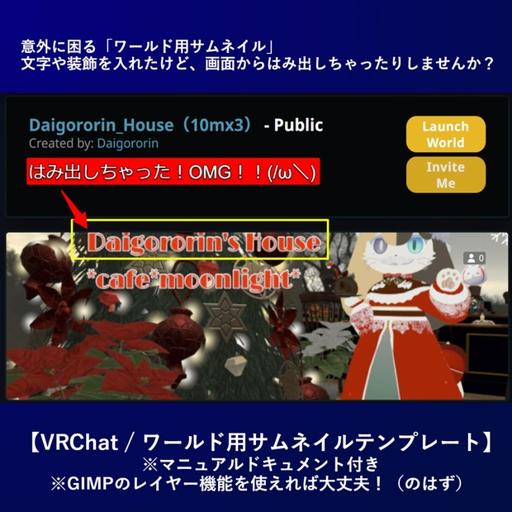 意外に困る「ワールド用サムネイル」
文字や装飾を入れたけど、画面からはみ出しちゃったりしませんか？
Daigororin_House（10mx3） - Public
Created by: Daigororin
Launch World
Invite Me
はみ出しちゃった！OMG！！(/ω＼)
Daigororin's House
*cafe*moonlight*
0
【VRChat / ワールド用サムネイルテンプレート】
※マニュアルドキュメント付き
※GIMPのレイヤー機能を使えれば大丈夫！（のはず）